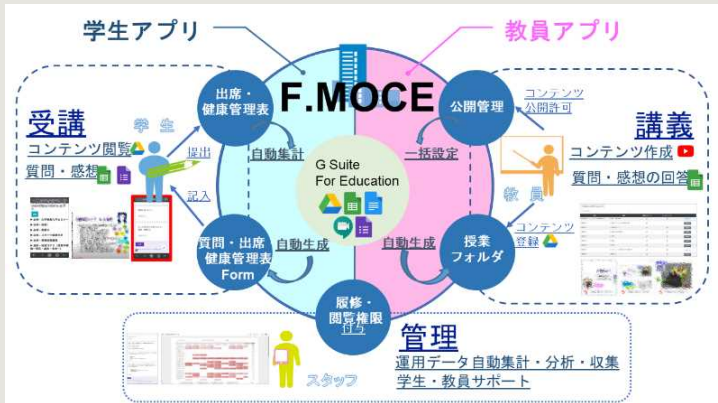 学生アプリ
教員アプリ
F.MOCE
出席・
健康管理表
公開管理
コンテンツ
公開許可
受講
学生
講義
コンテンツ閲覧
提出
自動集計
一括設定
コンテンツ作成
質問・感想
G Suite
For Education
教員
質問・感想の回答
記入
コンテンツ
登録
質問・出席
健康管理表
Form
自動生成
自動生成
授業
フォルダ
履修・
閲覧権限
付与
管理
運用データ自動集計・分析・収集
スタッフ
学生・教員サポート